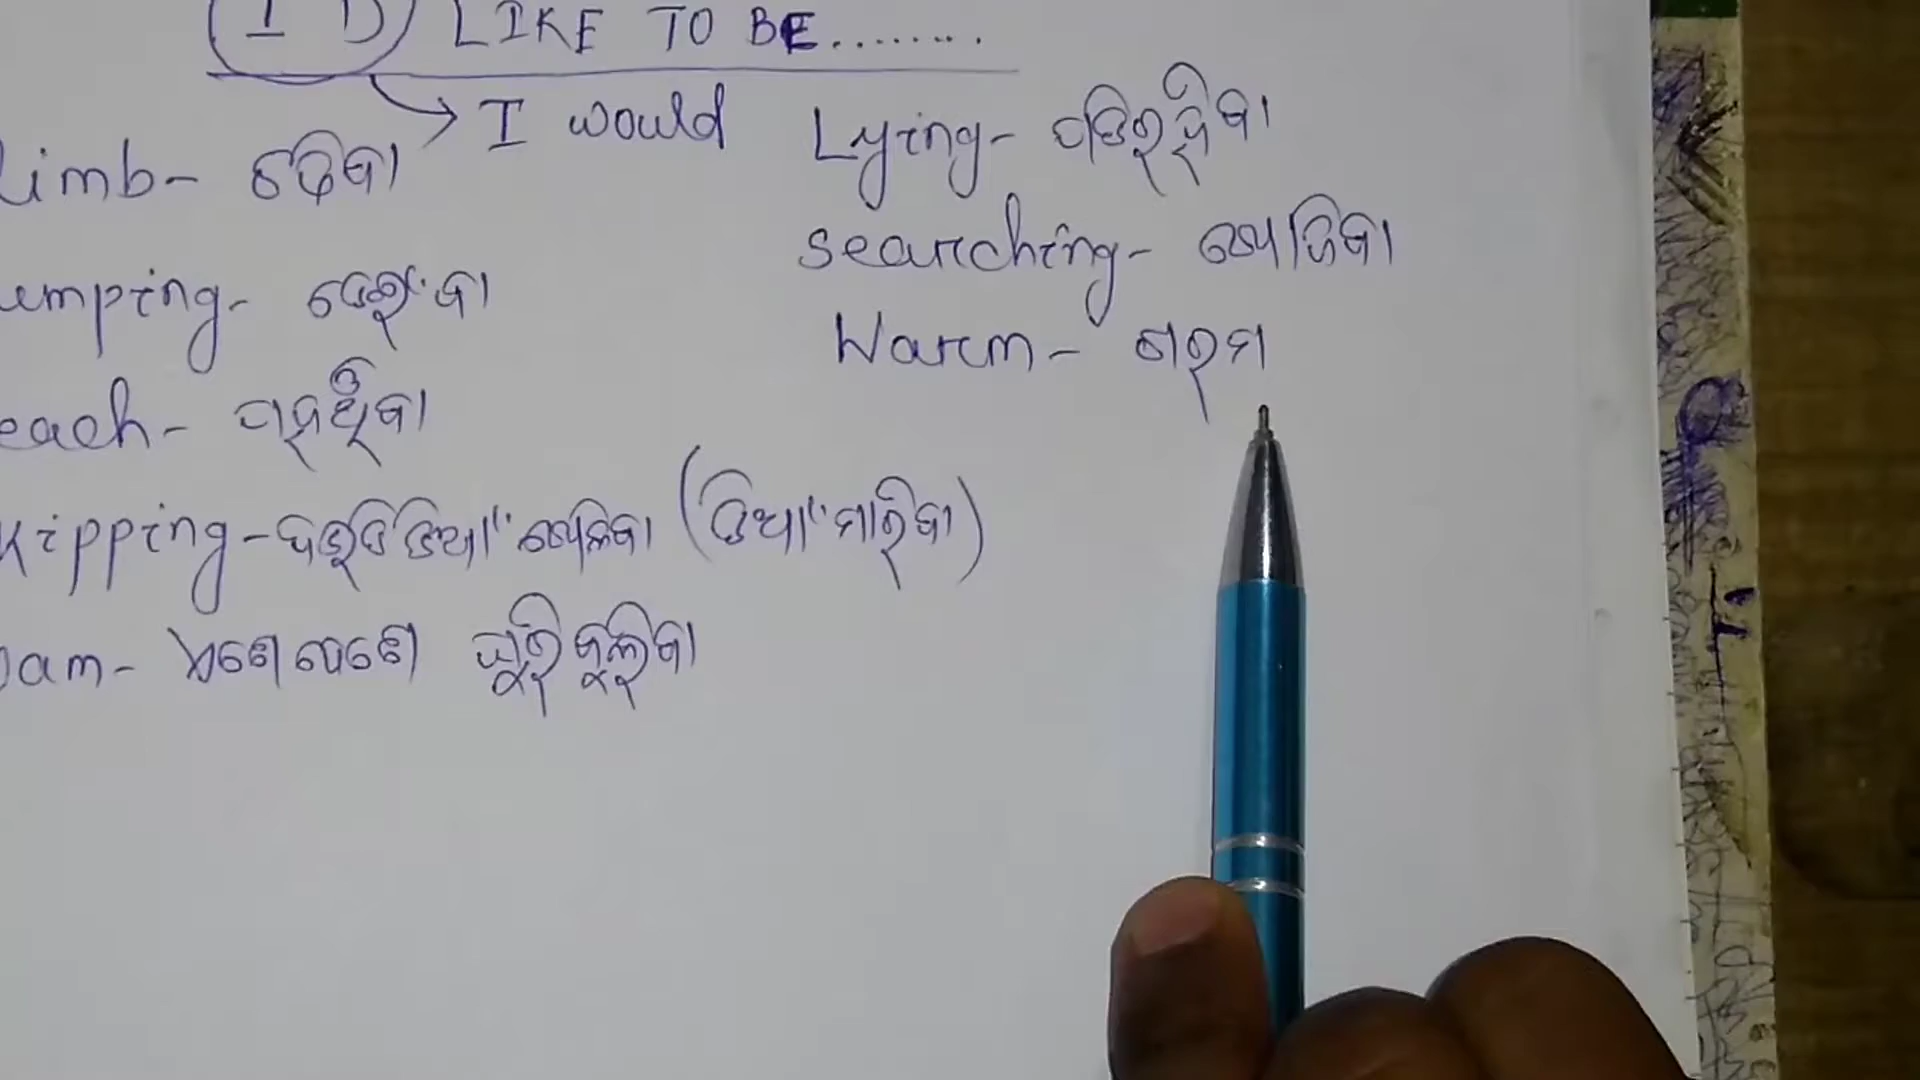 I'D LIKE TO BE........
I would
limb- ଚଢିବା
umping- ଡେଇଁବା
each- ପହଞ୍ଚିବା
kipping- ଦଉଡି ଡିଆଁ ଖେଳିବା (ଡିଆଁ ମାରିବା)
oam- ଏଣେ ତେଣେ ଘୁରି ବୁଲିବା
Lying- ପଡିରହିବା
searching- ଖୋଜିବା
Warm- ଗରମ